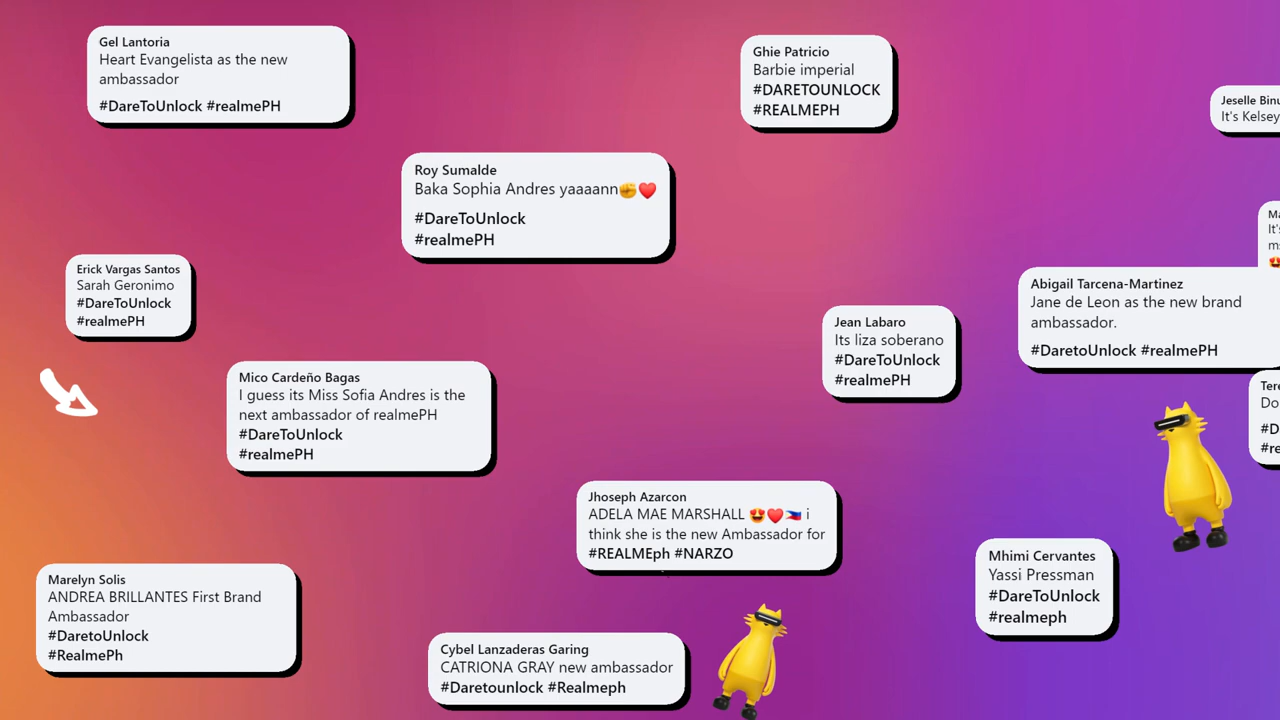 Gel Lantoria
Heart Evangelista as the new
ambassador
#DareToUnlock #realmePH
Ghie Patricio
Barbie imperial
#DARETOUNLOCK
#REALMEPH
Jeselle
It's Kelsey
Roy Sumalde
Baka Sophia Andres yaaaann✊❤️
#DareToUnlock
#realmePH
Erick Vargas Santos
Sarah Geronimo
#DareToUnlock
#realmePH
It's
Abigail Tarcena-Martinez
Jane de Leon as the new brand
ambassador.
#DaretoUnlock #realmePH
Jean Labaro
Its liza soberano
#DareToUnlock
#realmePH
Mico Cardeño Bagas
I guess its Miss Sofia Andres is the
next ambassador of realmePH
#DareToUnlock
#realmePH
Jhoseph Azarcon
ADELA MAE MARSHALL 😍❤️🇵🇭 i
think she is the new Ambassador for
#REALMEph #NARZO
Mhimi Cervantes
Yassi Pressman
#DareToUnlock
#realmeph
Marelyn Solis
ANDREA BRILLANTES First Brand
Ambassador
#DaretoUnlock
#RealmePh
Cybel Lanzaderas Garing
CATRIONA GRAY new ambassador
#Daretounlock #Realmeph